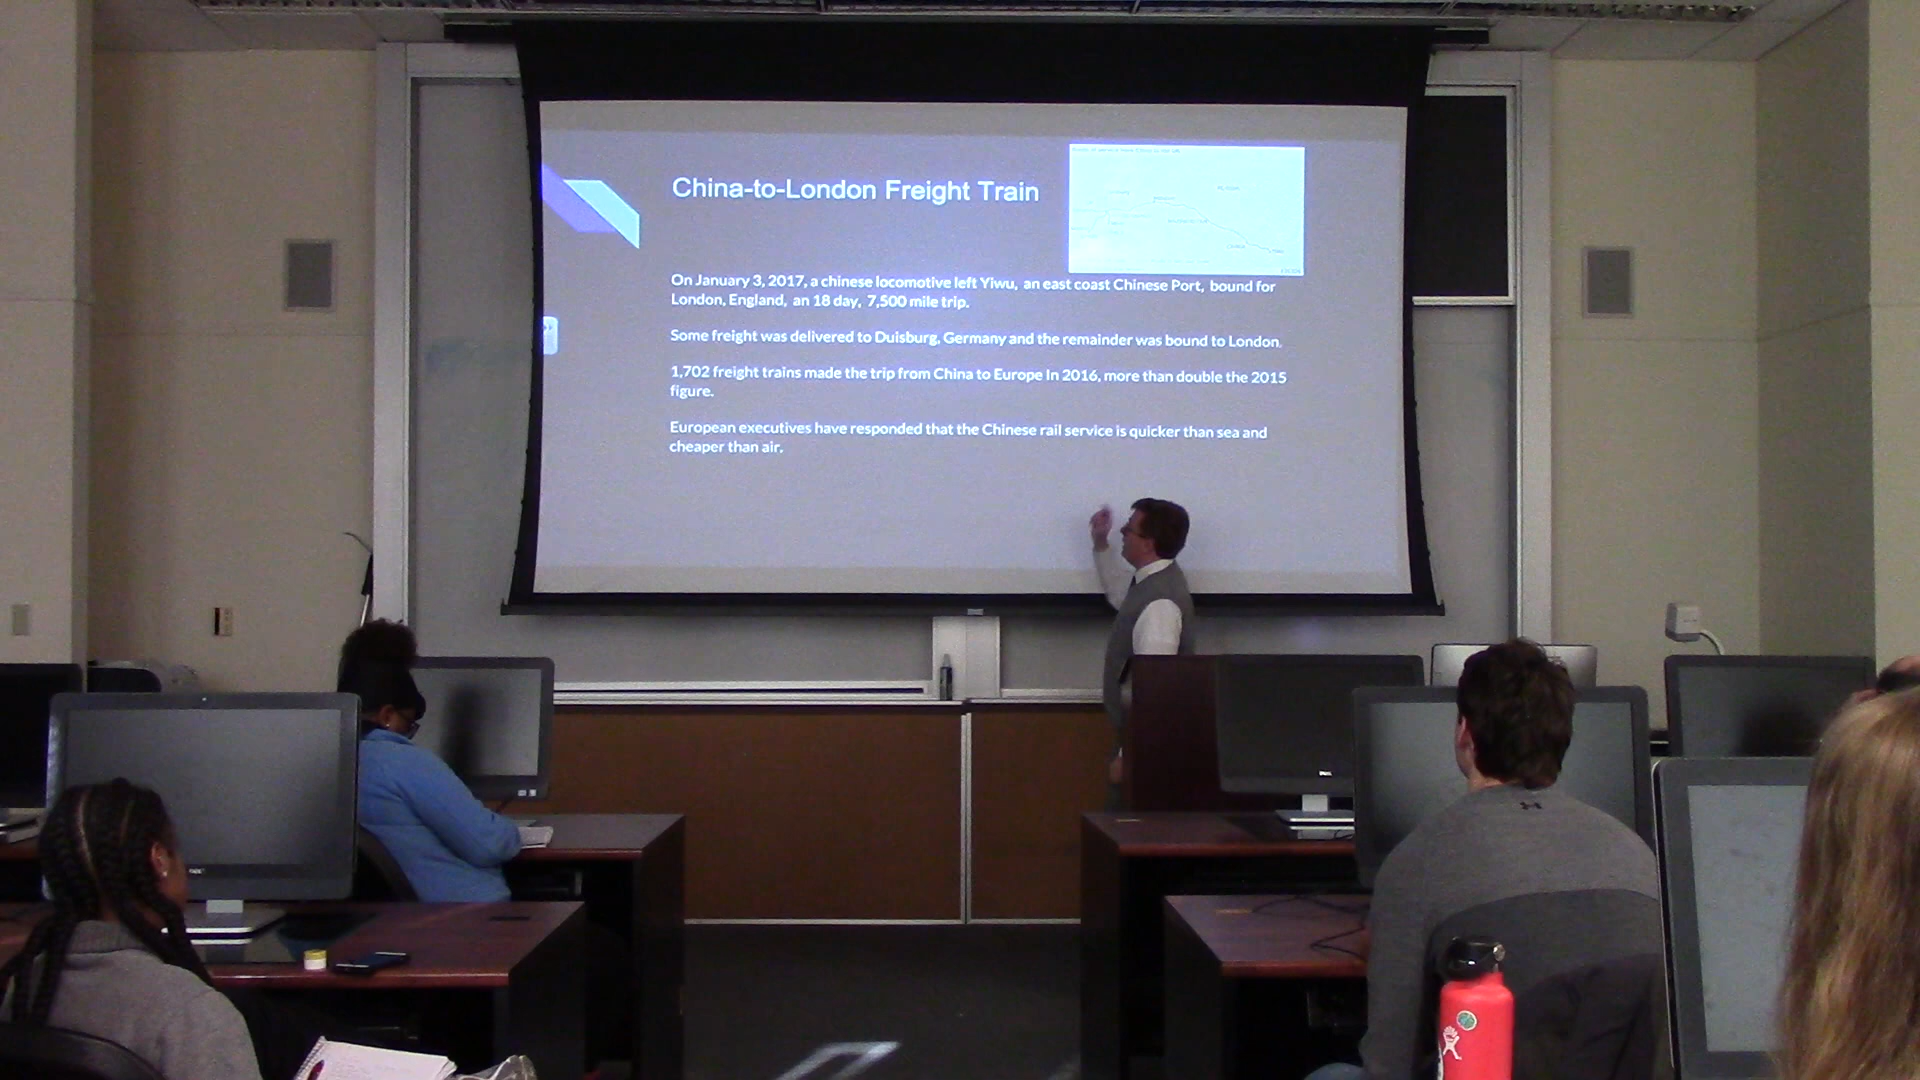 China-to-London Freight Train
On January 3, 2017, a chinese locomotive left Yiwu, an east coast Chinese Port, bound for
London, England, an 18 day, 7,500 mile trip.
Some freight was delivered to Duisburg, Germany and the remainder was bound to London.
1,702 freight trains made the trip from China to Europe In 2016, more than double the 2015
figure.
European executives have responded that the Chinese rail service is quicker than sea and
cheaper than air.
DELL